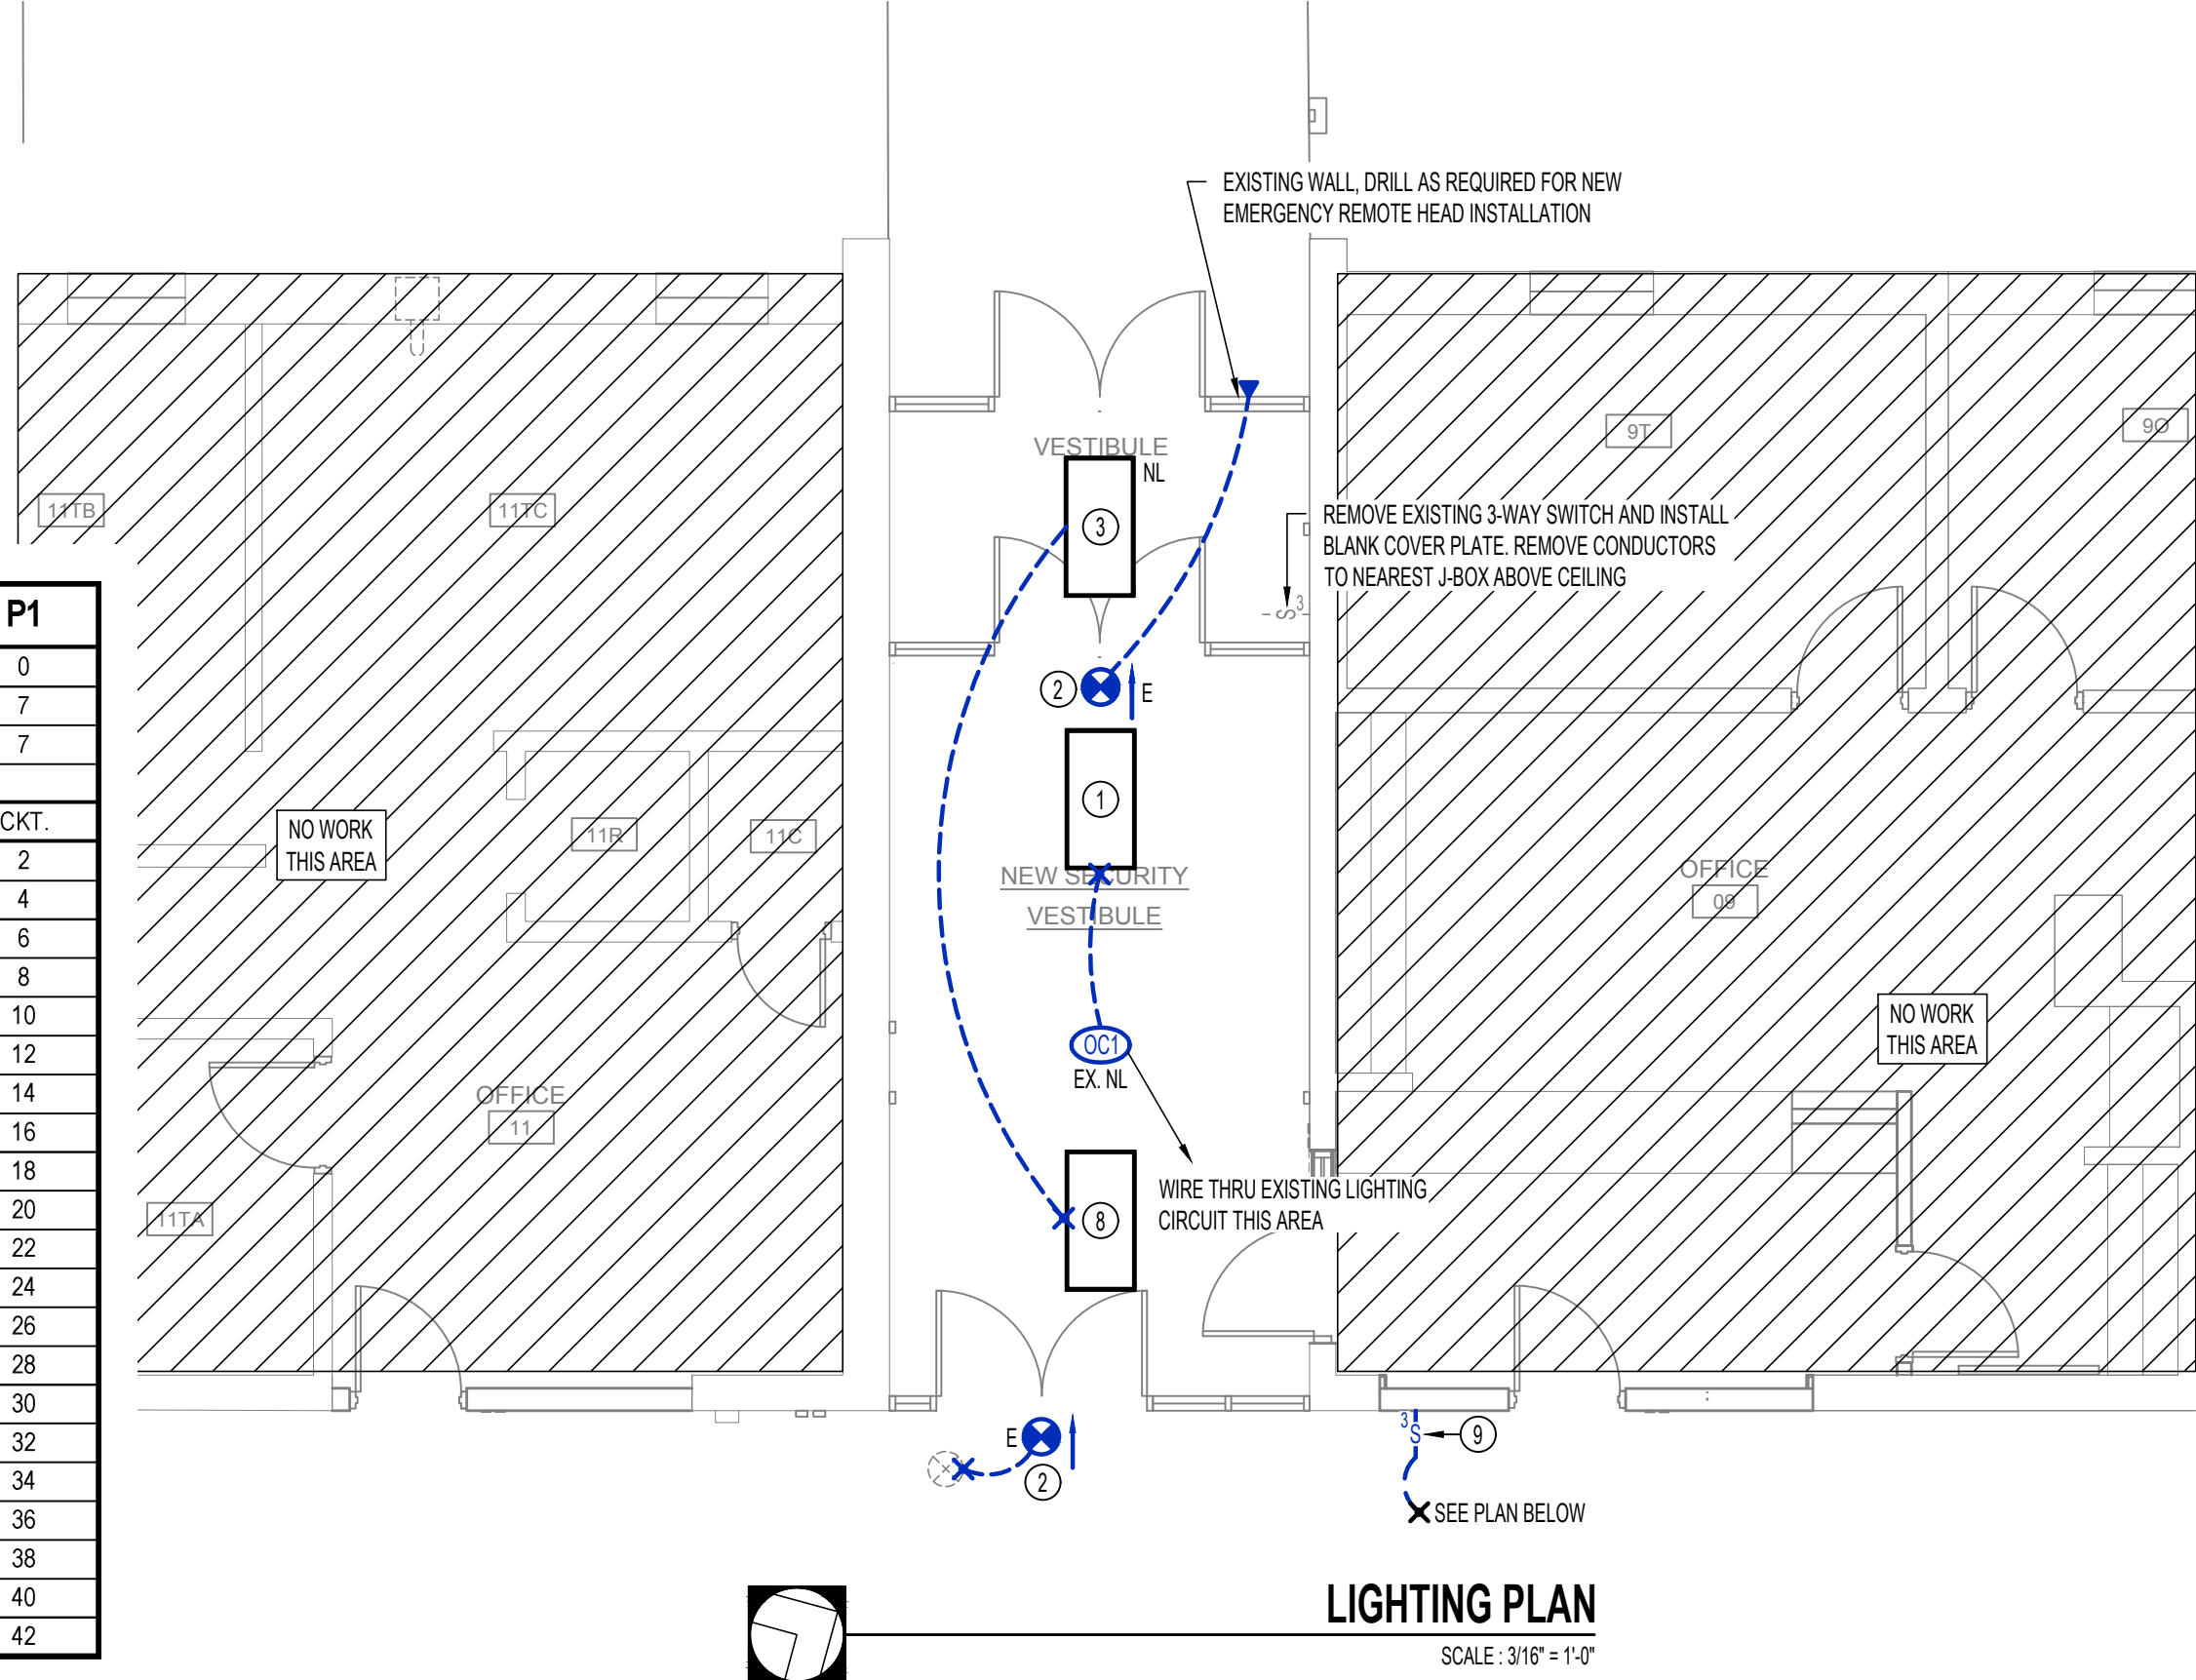 EXISTING WALL, DRILL AS REQUIRED FOR NEW
EMERGENCY REMOTE HEAD INSTALLATION
VESTIBULE
NL
3
9T
9O
11TB
11TC
REMOVE EXISTING 3-WAY SWITCH AND INSTALL
BLANK COVER PLATE. REMOVE CONDUCTORS
TO NEAREST J-BOX ABOVE CEILING
S3
2
E
1
NO WORK
THIS AREA
11R
11C
NEW SECURITY
VESTIBULE
OFFICE
09
NO WORK
THIS AREA
OC1
EX. NL
OFFICE
11
11TA
WIRE THRU EXISTING LIGHTING
CIRCUIT THIS AREA
8
E
2
3S
9
SEE PLAN BELOW
P1
0
7
7
CKT.
2
4
6
8
10
12
14
16
18
20
22
24
26
28
30
32
34
36
38
40
42
LIGHTING PLAN
SCALE : 3/16" = 1'-0"